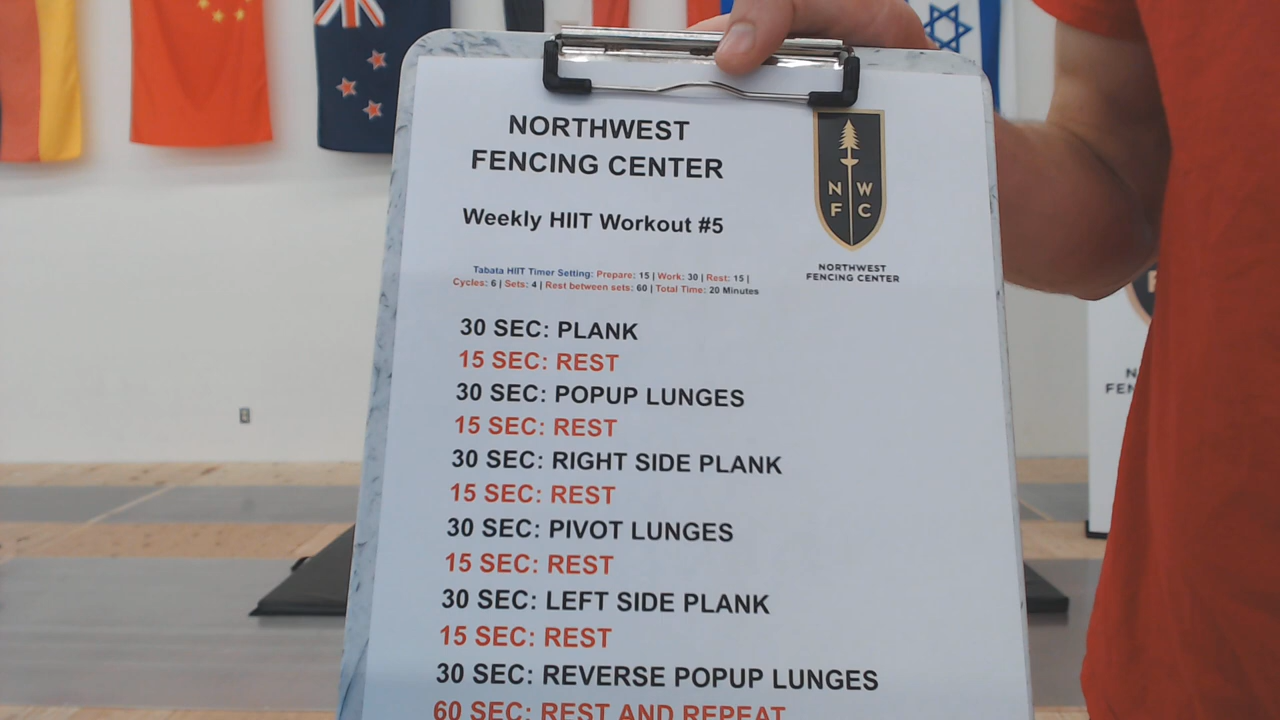 NORTHWEST
FENCING CENTER
N W
F C
NORTHWEST
FENCING CENTER
Weekly HIIT Workout #5
Tabata HIIT Timer Setting: Prepare: 15 | Work: 30 | Rest: 15 |
Cycles: 6 | Sets: 4 | Rest between sets: 60 | Total Time: 20 Minutes
30 SEC: PLANK
15 SEC: REST
30 SEC: POPUP LUNGES
15 SEC: REST
30 SEC: RIGHT SIDE PLANK
15 SEC: REST
30 SEC: PIVOT LUNGES
15 SEC: REST
30 SEC: LEFT SIDE PLANK
15 SEC: REST
30 SEC: REVERSE POPUP LUNGES
60 SEC: REST AND REPEAT